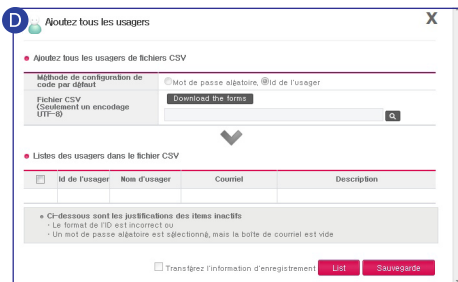 D
Ajoutez tous les usagers X
Ajoutez tous les usagers de fichiers CSV
Méthode de configuration de
code par défaut
Mot de passe aléatoire, Id de l'usager
Fichier CSV
(Seulement un encodage
UTF-8)
Download the forms
Listes des usagers dans le fichier CSV
Id de l'usager Nom d'usager Courriel Description
Ci-dessous sont les justifications des items inactifs
- Le format de l'ID est incorrect ou
- Un mot de passe aléatoire est sélectionné, mais la boîte de courriel est vide
Transférez l'information d'enregistrement List Sauvegarde